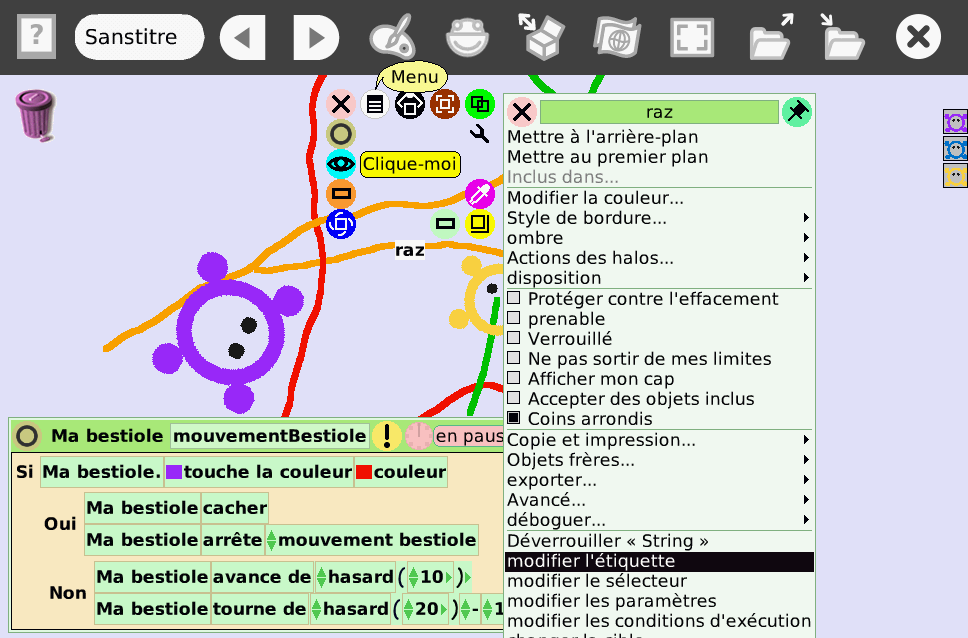 ?
Sanstitre
Menu
Clique-moi
raz
raz
Mettre à l'arrière-plan
Mettre au premier plan
Inclus dans...
Modifier la couleur...
Style de bordure...
ombre
Actions des halos...
disposition
Protéger contre l'effacement
prenable
Verrouillé
Ne pas sortir de mes limites
Afficher mon cap
Accepter des objets inclus
Coins arrondis
Copie et impression...
Objets frères...
exporter...
Avancé...
déboguer...
Déverrouiller « String »
modifier l'étiquette
modifier le sélecteur
modifier les paramètres
modifier les conditions d'exécution
Ma bestiole mouvementBestiole ! en paus
Si Ma bestiole. touche la couleur couleur
Oui
Ma bestiole cacher
Ma bestiole arrête mouvement bestiole
Non
Ma bestiole avance de hasard ( 10 )
Ma bestiole tourne de hasard ( 20 ) - 1